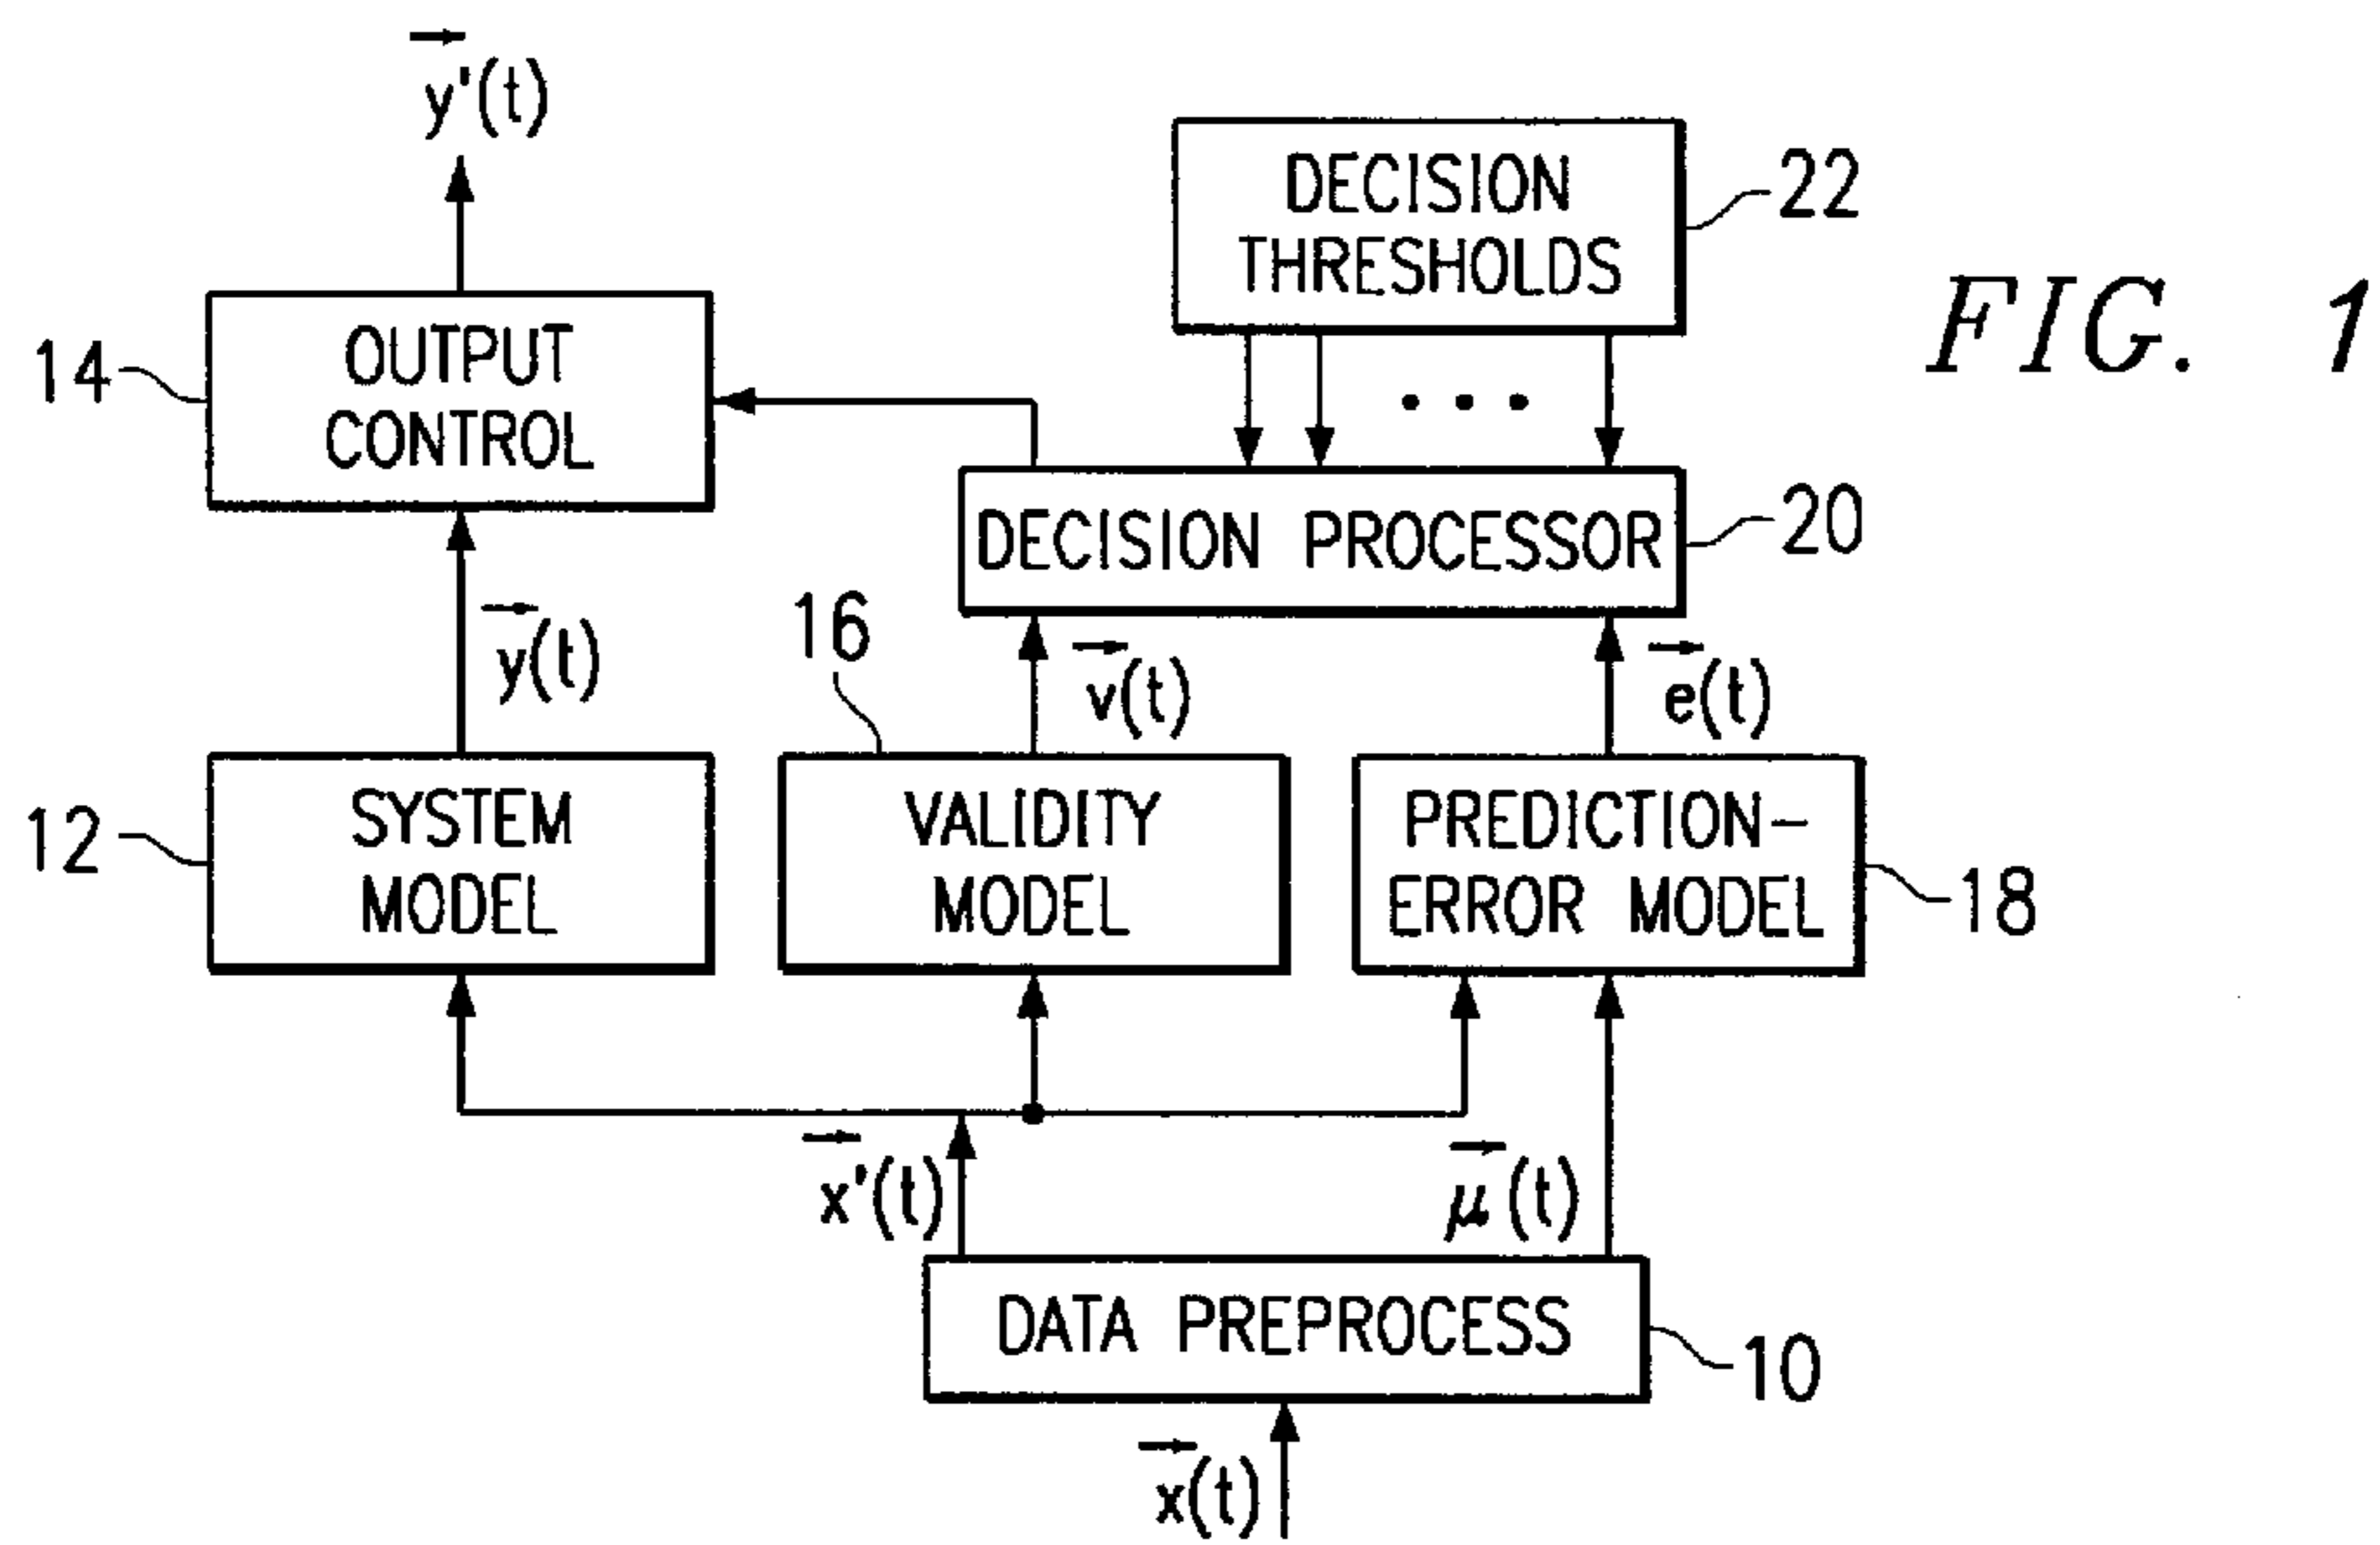 y'(t)
DECISION
THRESHOLDS
22
FIG. 1
14
OUTPUT
CONTROL
DECISION PROCESSOR
20
y(t)
16
v(t)
e(t)
12
SYSTEM
MODEL
VALIDITY
MODEL
PREDICTION-
ERROR MODEL
18
x'(t)
μ(t)
DATA PREPROCESS
10
x(t)